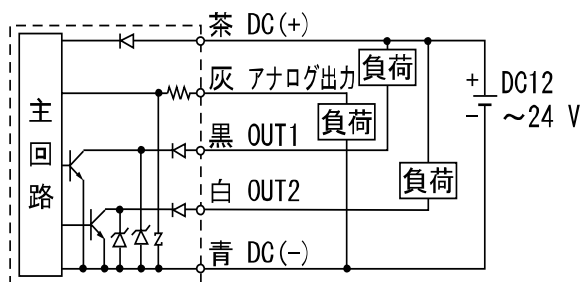 茶 DC(+)
灰 アナログ出力
負荷
負荷
+ DC12
− ～24 V
主回路
黒 OUT1
白 OUT2
負荷
青 DC(-)